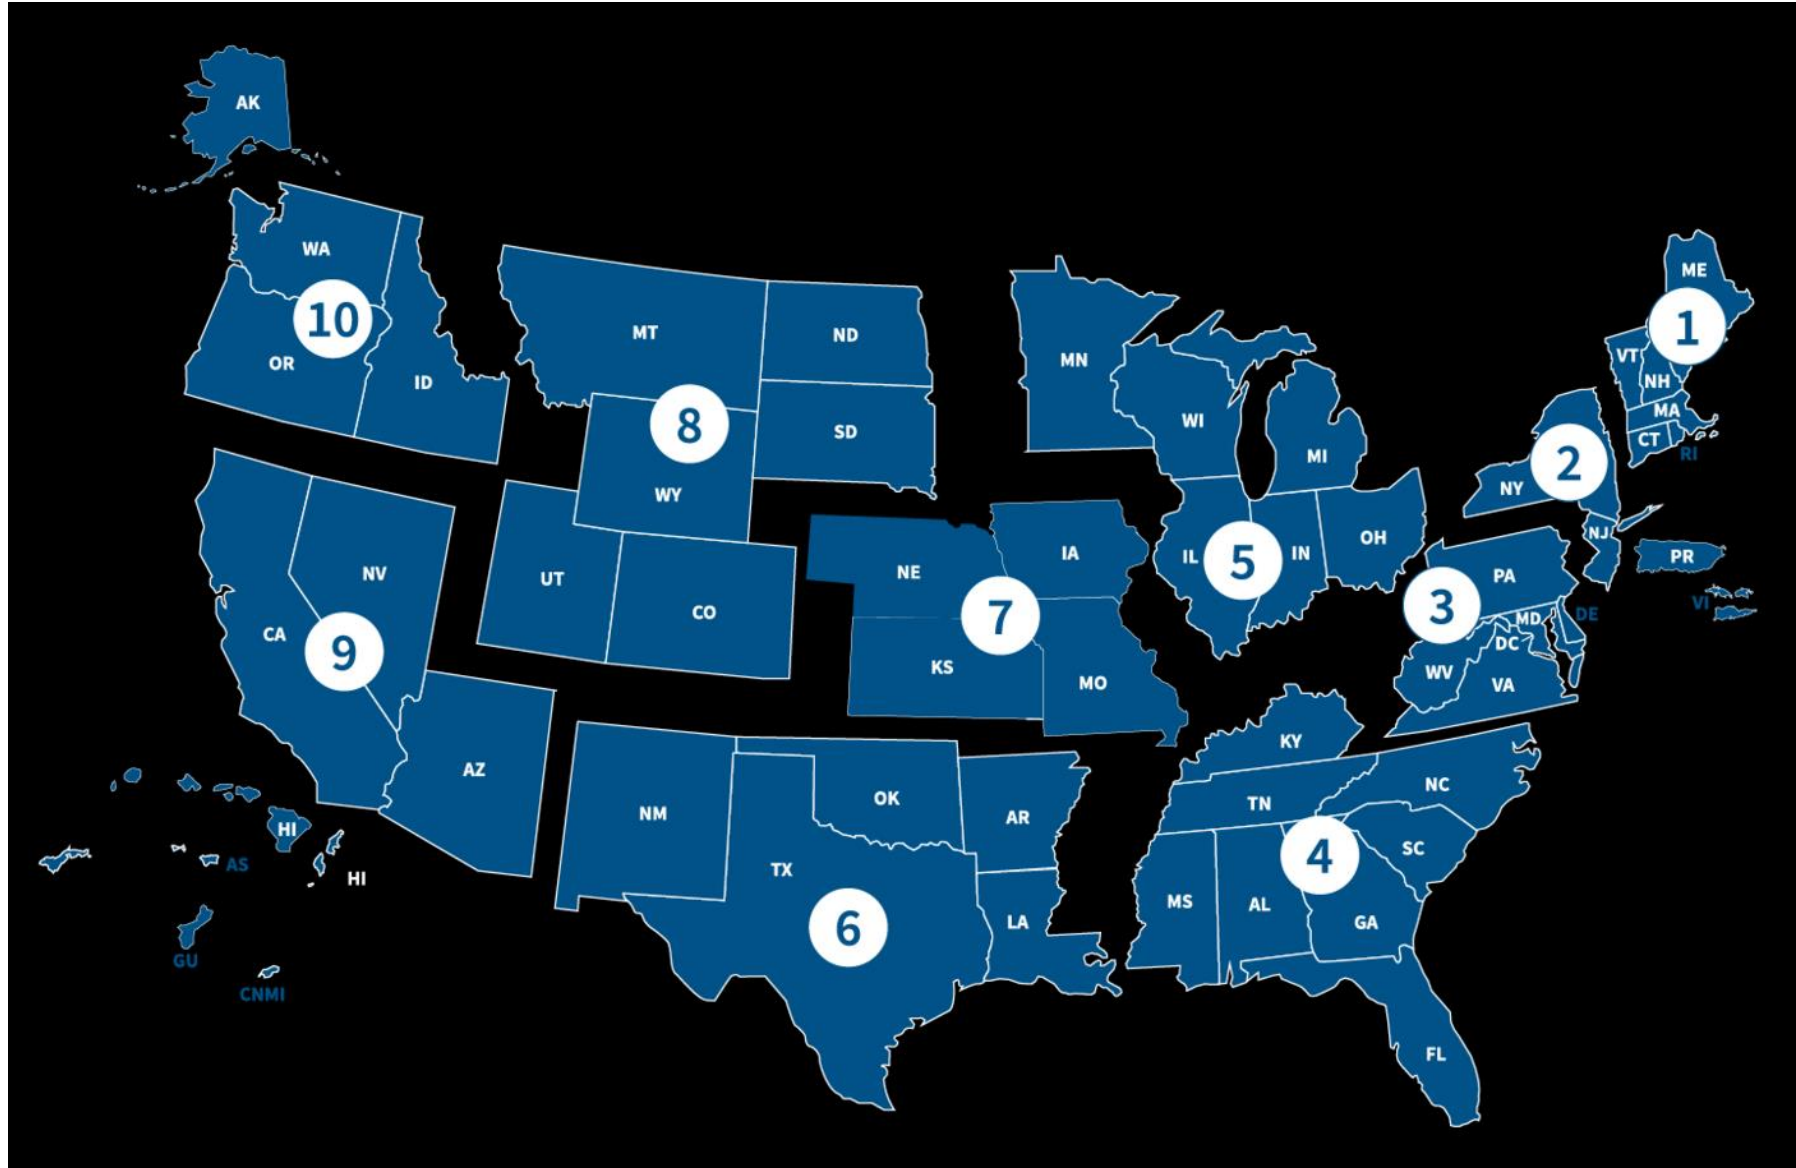 AK
WA
10
OR
ID
MT
ND
8
SD
WY
UT
CO
CA
NV
9
AZ
HI
AS
HI
GU
CNMI
NE
IA
7
KS
MO
NM
OK
AR
TX
6
LA
MN
WI
MI
IL
5
IN
OH
KY
TN
NC
4
SC
MS
AL
GA
FL
ME
1
VT
NH
MA
CT
RI
2
NY
NJ
PR
VI
3
PA
DE
MD
DC
WV
VA